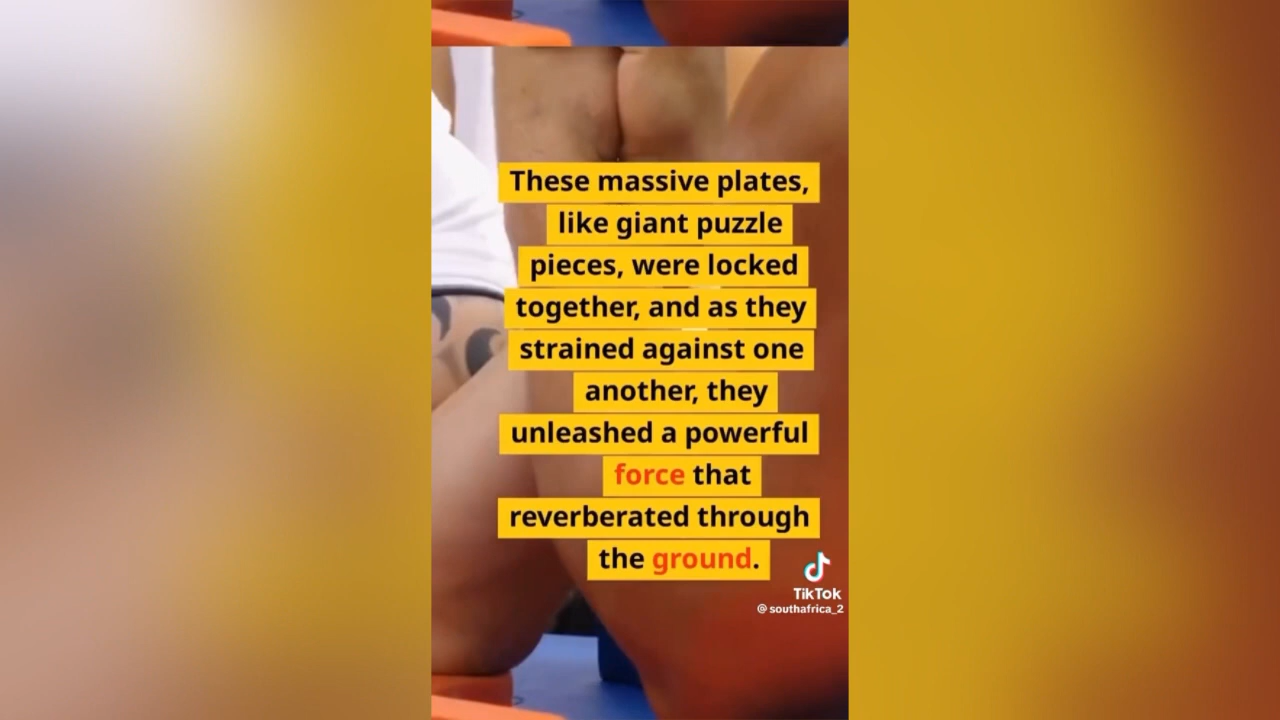 These massive plates,
like giant puzzle
pieces, were locked
together, and as they
strained against one
another, they
unleashed a powerful
force that
reverberated through
the ground.
TikTok
@southafrica_2